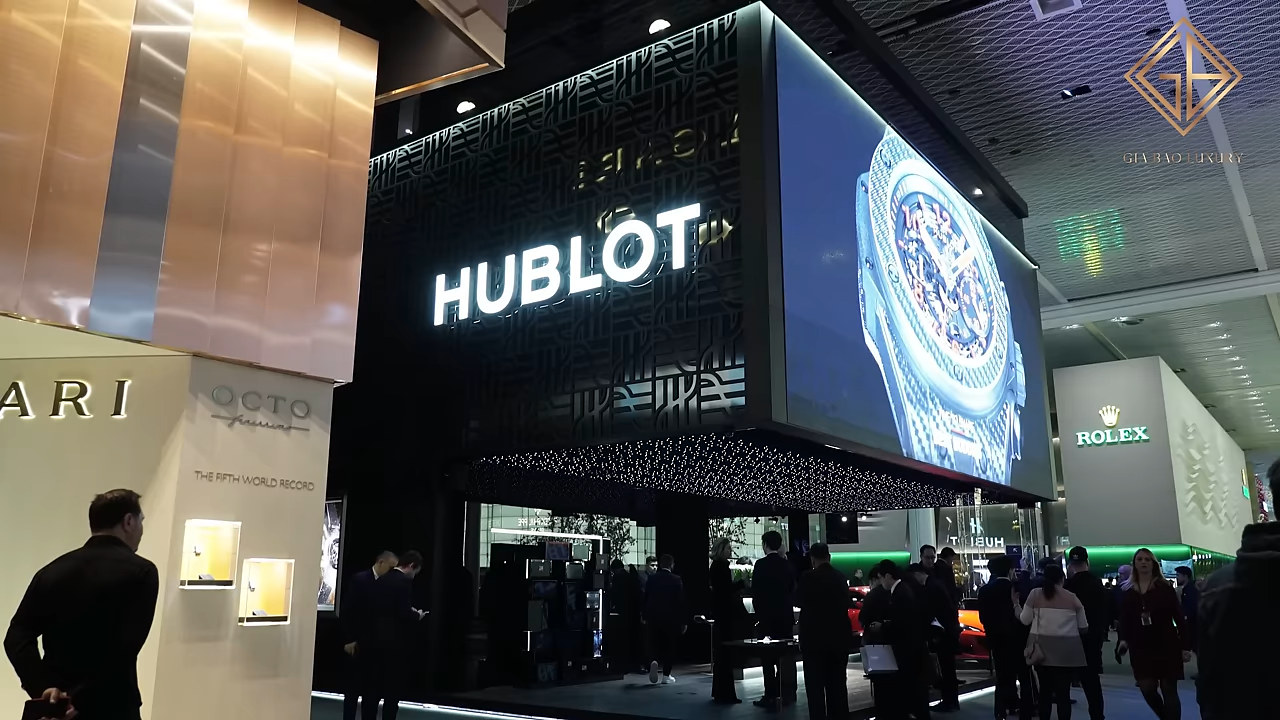 HUBLOT
ARI
OCTO
finissimo
THE FIFTH WORLD RECORD
ROLEX
GIA BAO LUXURY
HUBLOT